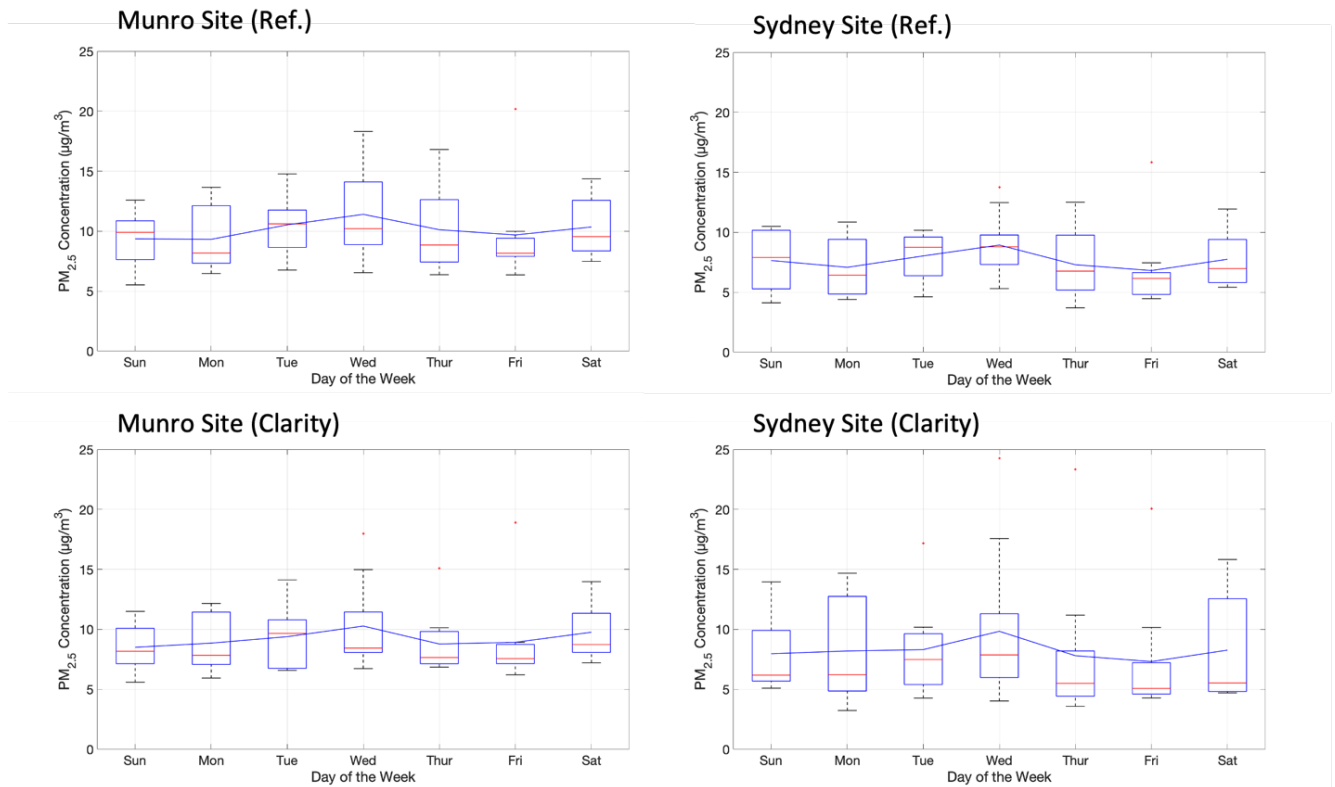 Munro Site (Ref.)
25
20
15
10
5
0
PM2.5 Concentration (µg/m³)
Sun Mon Tue Wed Thur Fri Sat
Day of the Week
Sydney Site (Ref.)
25
20
15
10
5
0
PM2.5 Concentration (µg/m³)
Sun Mon Tue Wed Thur Fri Sat
Day of the Week
Munro Site (Clarity)
25
20
15
10
5
0
PM2.5 Concentration (µg/m³)
Sun Mon Tue Wed Thur Fri Sat
Day of the Week
Sydney Site (Clarity)
25
20
15
10
5
0
PM2.5 Concentration (µg/m³)
Sun Mon Tue Wed Thur Fri Sat
Day of the Week